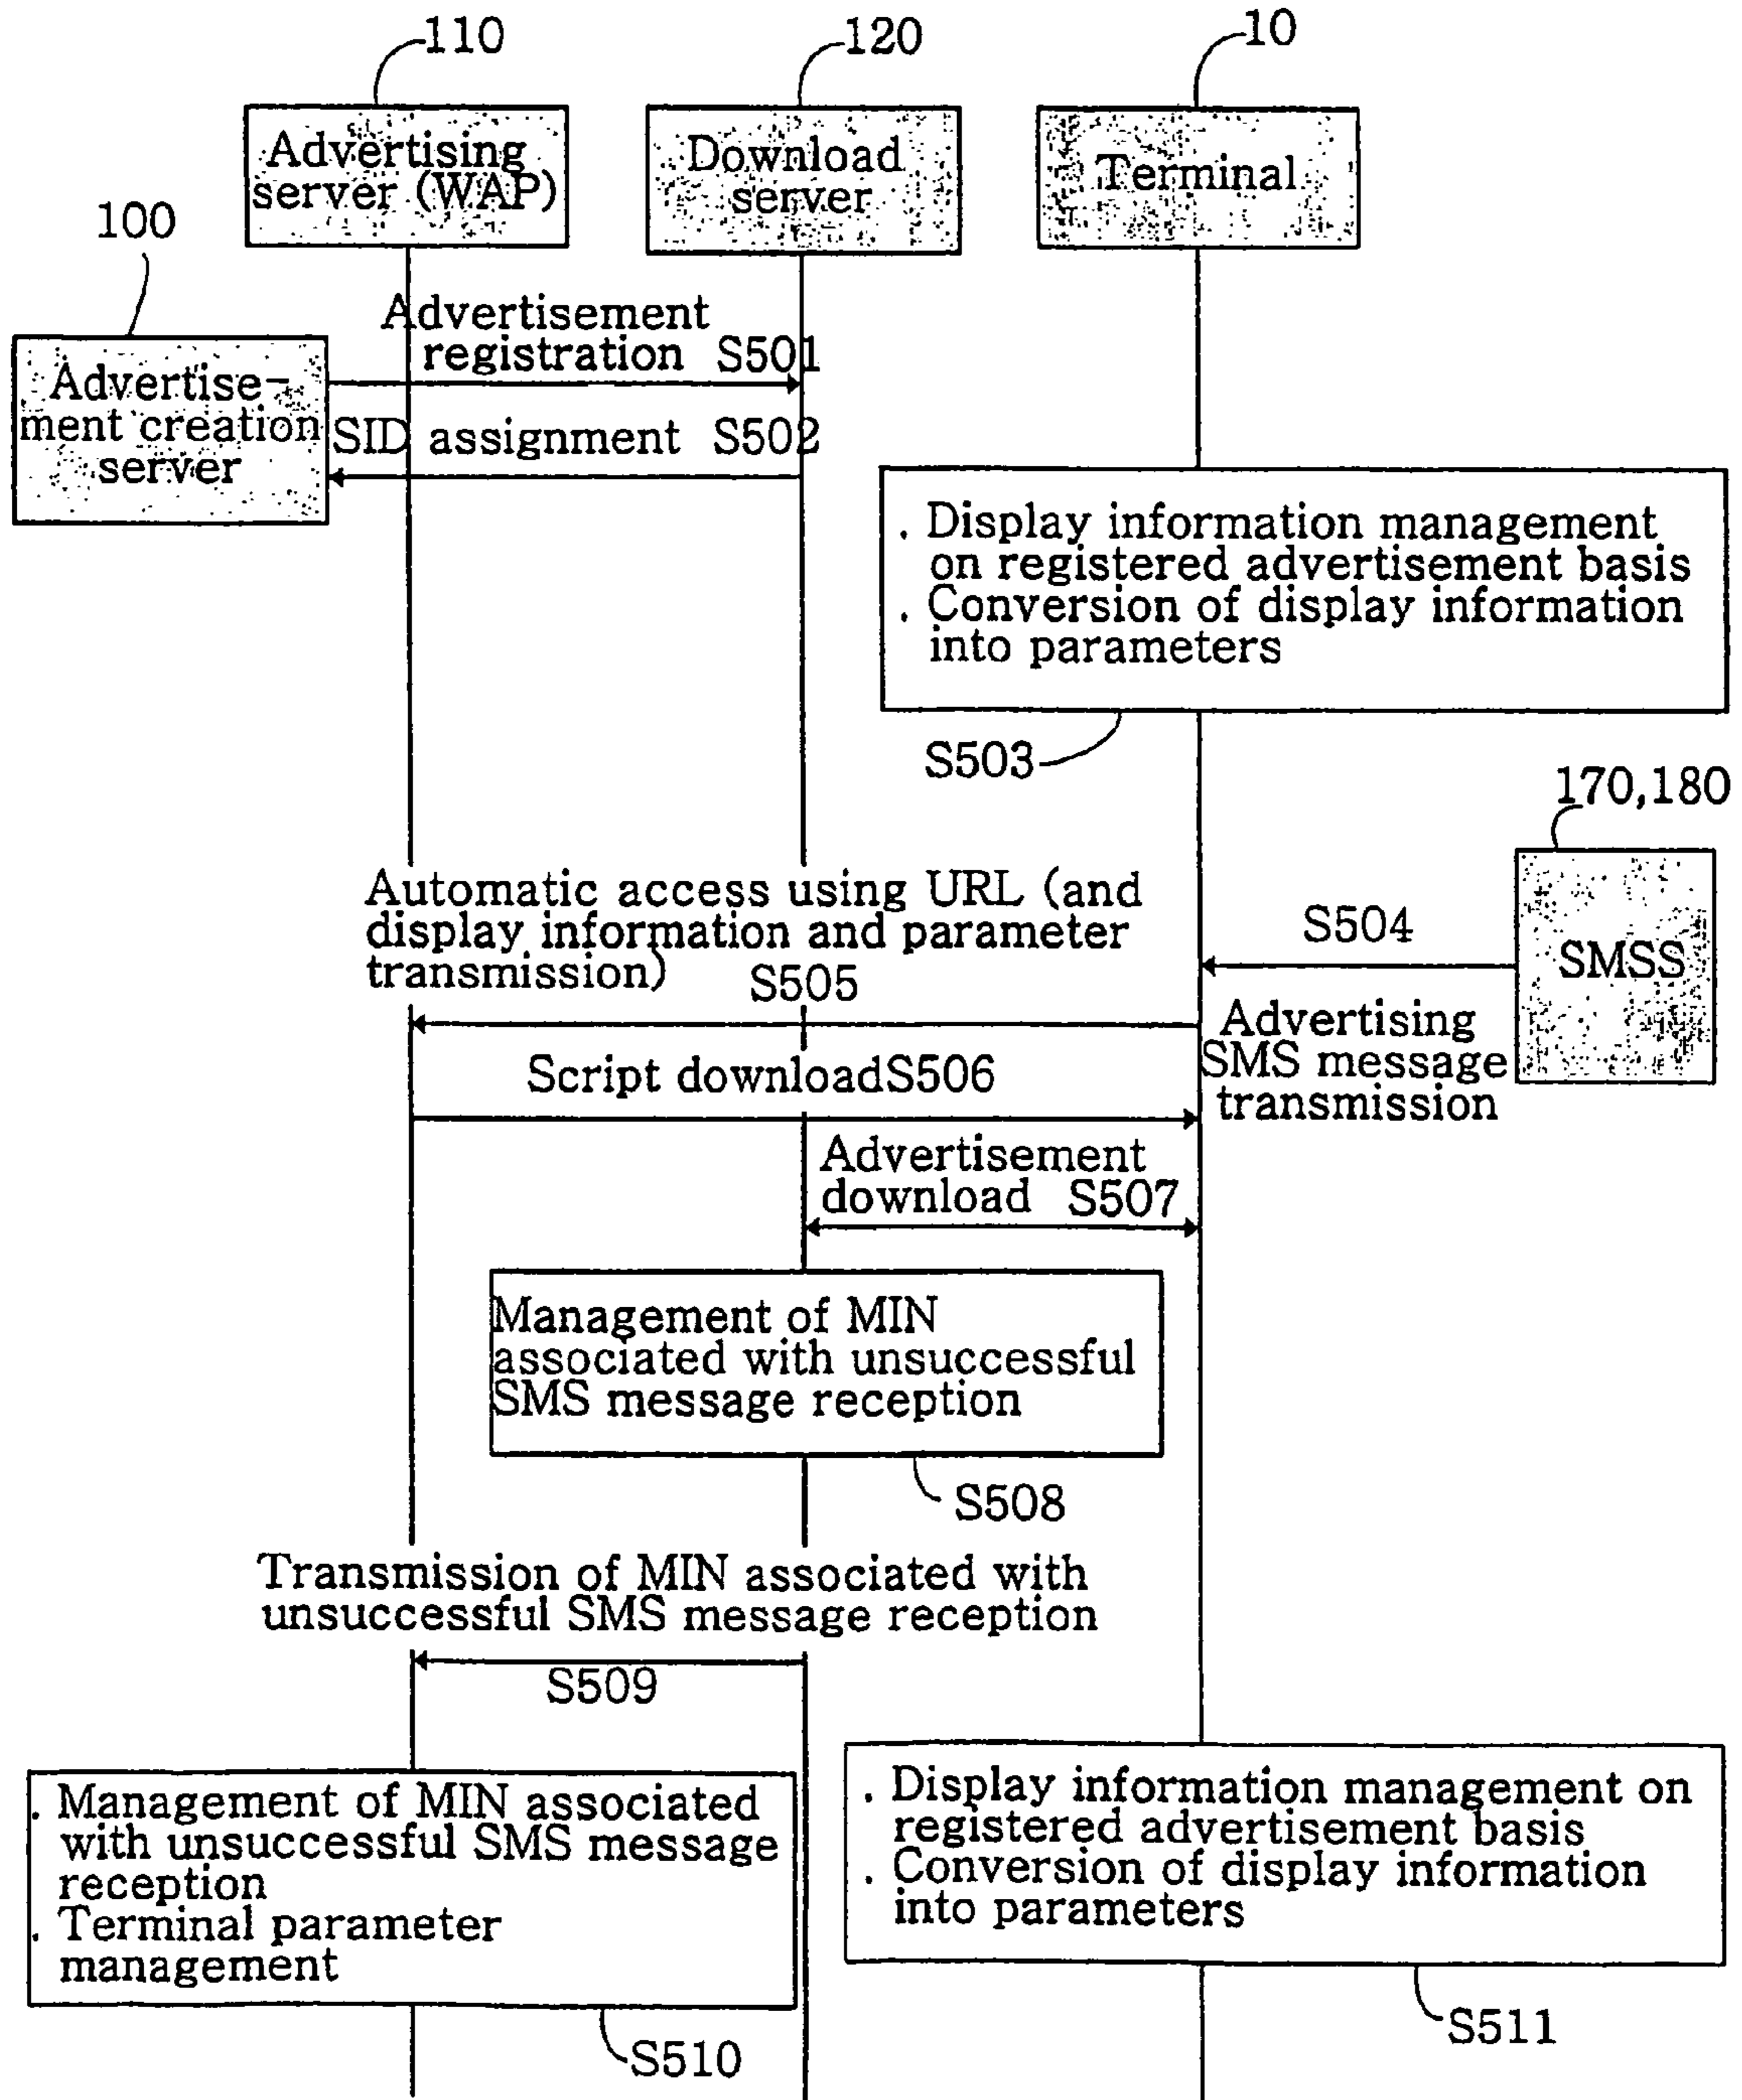 110
120
10
Advertising
server (WAP)
Download
server
Terminal
100
Advertise-
ment creation
server
Advertisement
registration S501
SID assignment S502
. Display information management
on registered advertisement basis
. Conversion of display information
into parameters
S503
170,180
SMSS
Automatic access using URL (and
display information and parameter
transmission)
S505
S504
Advertising
SMS message
transmission
Script downloadS506
Advertisement
download S507
Management of MIN
associated with unsuccessful
SMS message reception
S508
Transmission of MIN associated with
unsuccessful SMS message reception
S509
. Management of MIN associated
with unsuccessful SMS message
reception
. Terminal parameter
management
S510
. Display information management on
registered advertisement basis
. Conversion of display information
into parameters
S511